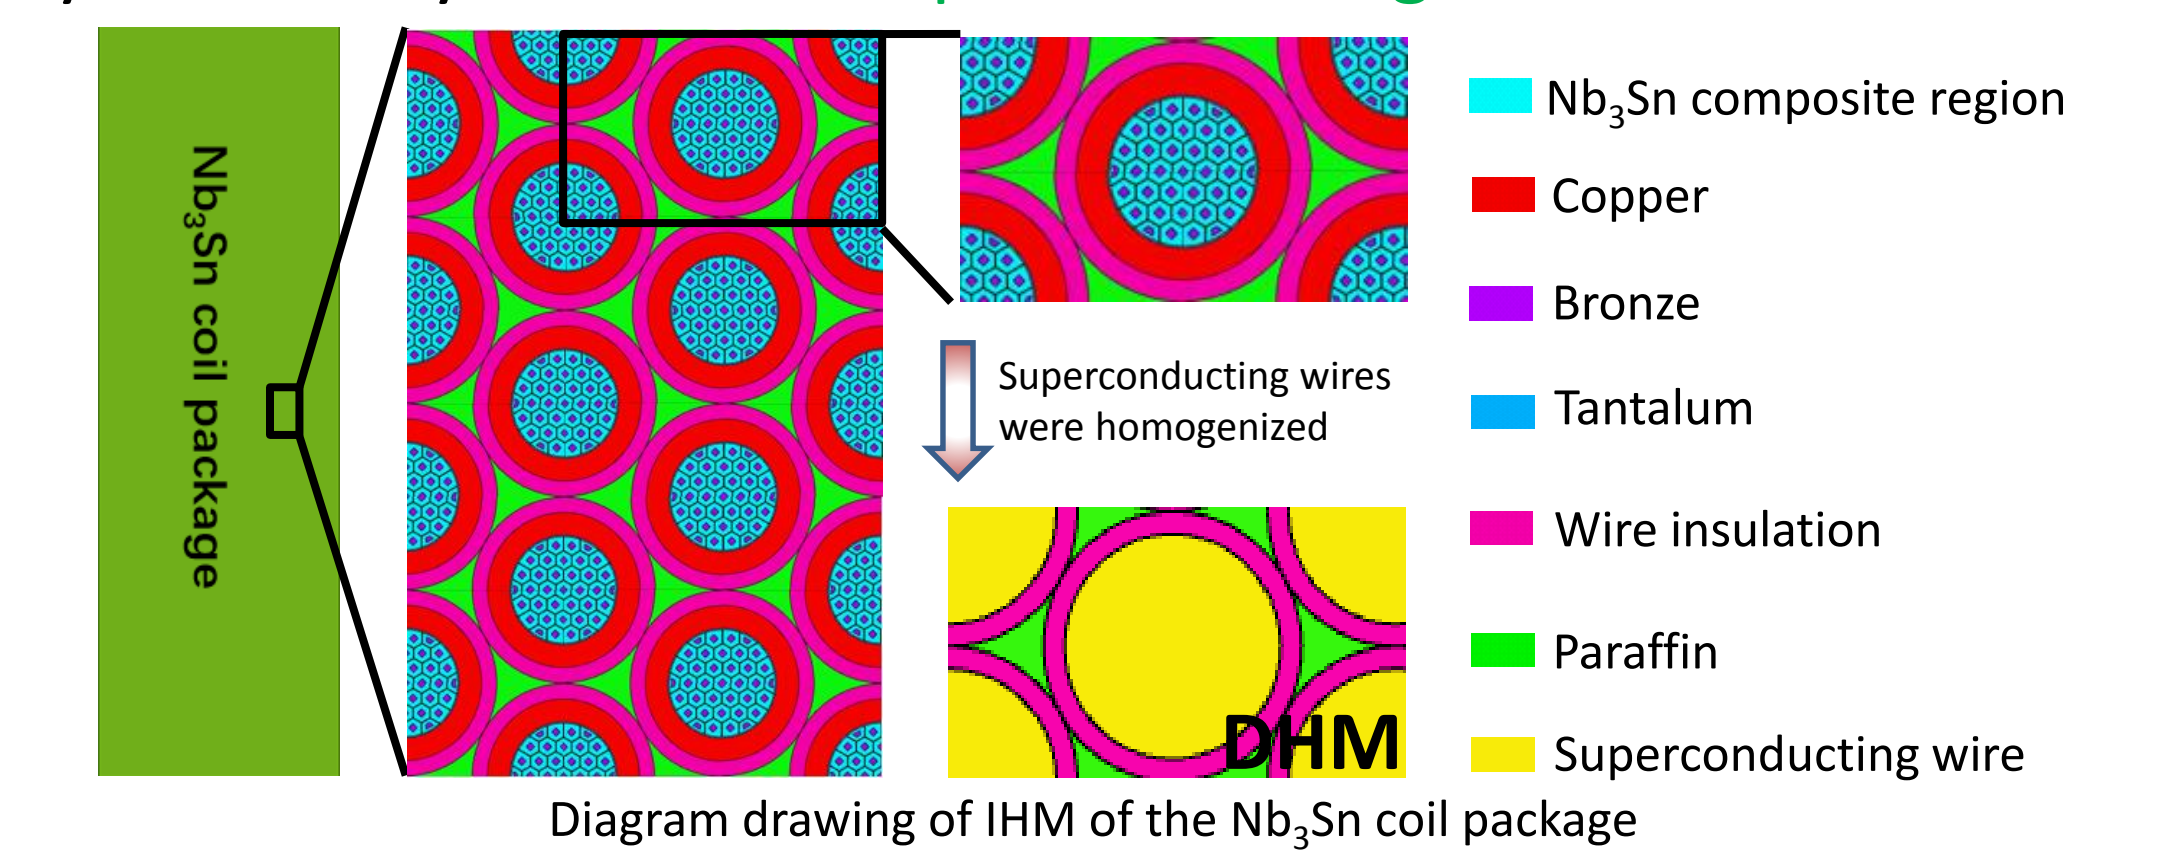 Nb3Sn coil package
Nb3Sn composite region
Copper
Bronze
Superconducting wires
were homogenized
Tantalum
Wire insulation
Paraffin
DHM
Superconducting wire
Diagram drawing of IHM of the Nb3Sn coil package